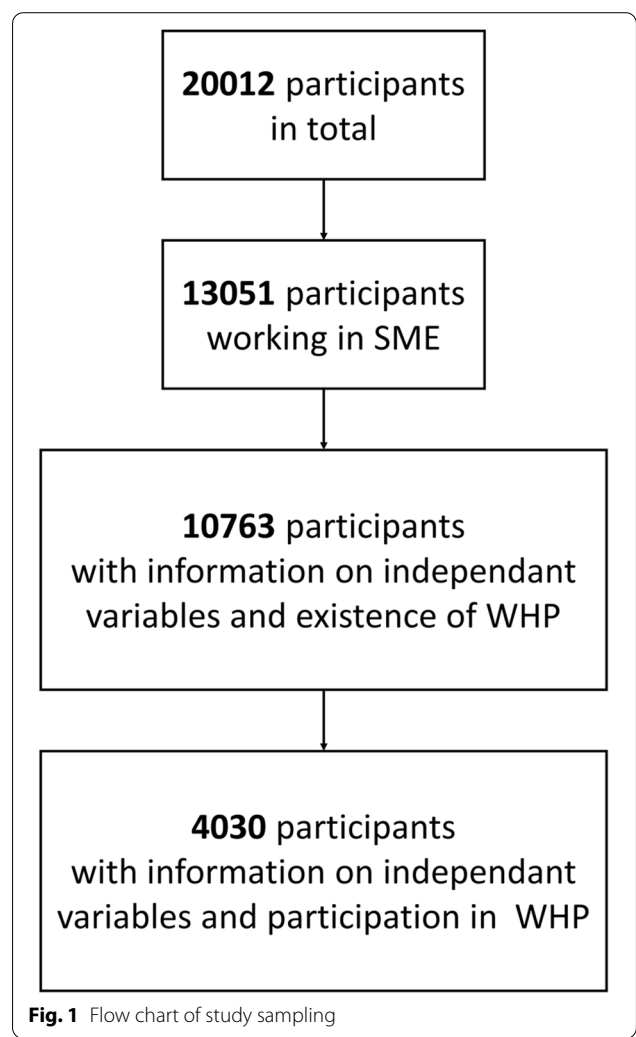 20012 participants
in total
13051 participants
working in SME
10763 participants
with information on independant
variables and existence of WHP
4030 participants
with information on independant
variables and participation in WHP
Fig. 1 Flow chart of study sampling